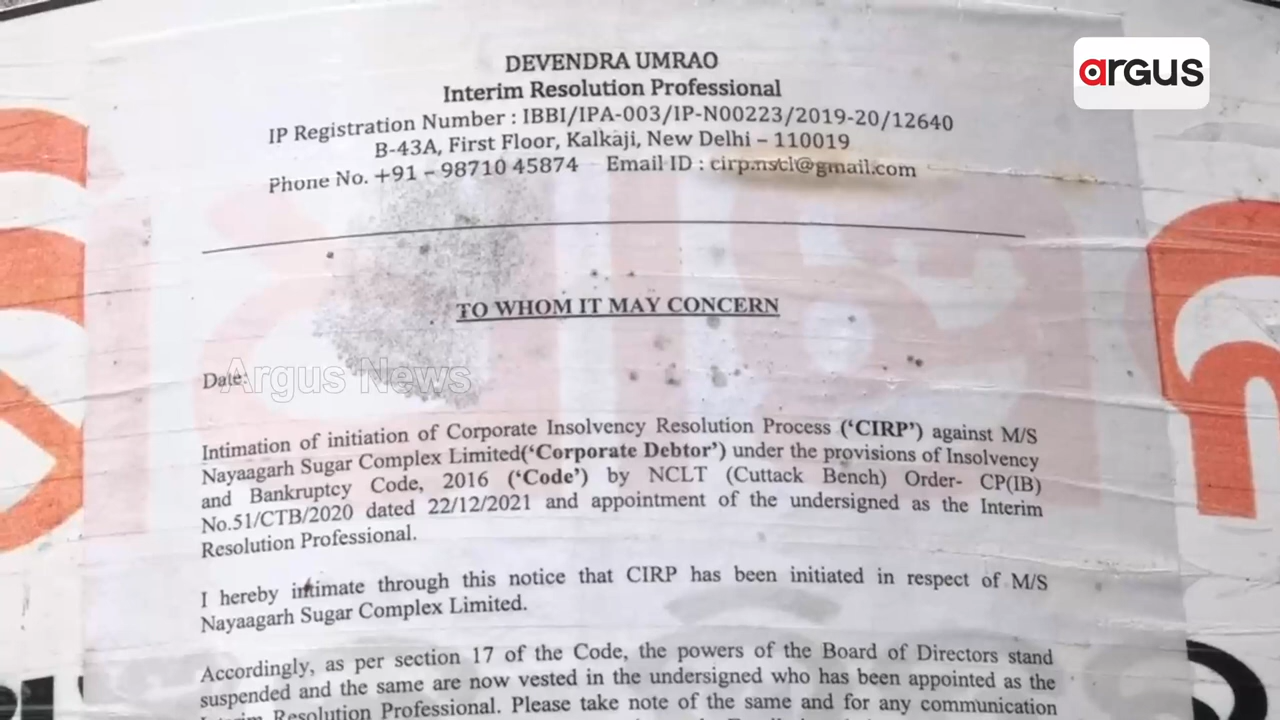 argus
DEVENDRA UMRAO
Interim Resolution Professional
IP Registration Number : IBBI/IPA-003/IP-N00223/2019-20/12640
B-43A, First Floor, Kalkaji, New Delhi – 110019
Phone No. +91 – 98710 45874 Email ID : cirp.nscl@gmail.com
TO WHOM IT MAY CONCERN
Date:
Argus News
Intimation of initiation of Corporate Insolvency Resolution Process (‘CIRP’) against M/S
Nayaagarh Sugar Complex Limited(‘Corporate Debtor’) under the provisions of Insolvency
and Bankruptcy Code, 2016 (‘Code’) by NCLT (Cuttack Bench) Order- CP(IB)
No.51/CTB/2020 dated 22/12/2021 and appointment of the undersigned as the Interim
Resolution Professional.
I hereby intimate through this notice that CIRP has been initiated in respect of M/S
Nayaagarh Sugar Complex Limited.
Accordingly, as per section 17 of the Code, the powers of the Board of Directors stand
suspended and the same are now vested in the undersigned who has been appointed as the
Interim Resolution Professional. Please take note of the same and for any communication